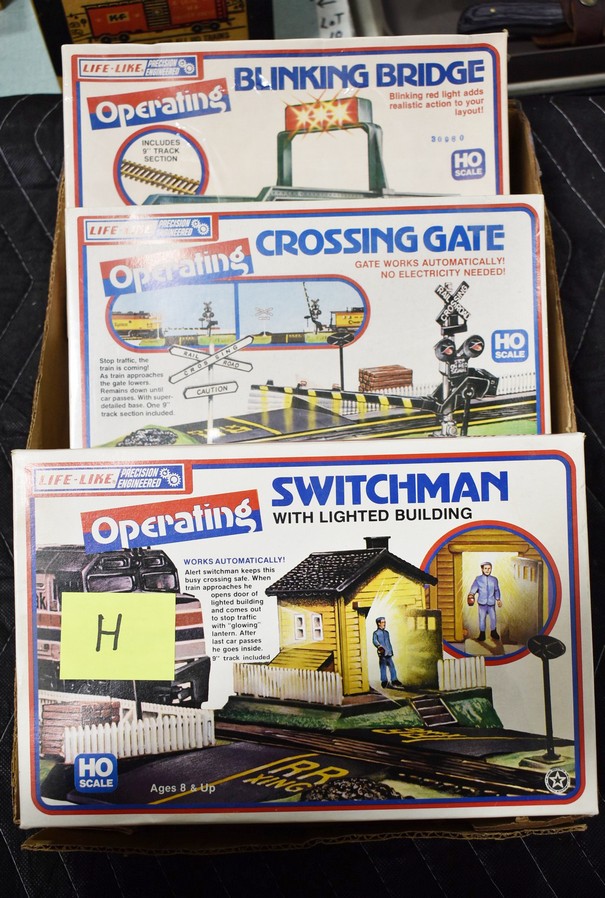 LOT
LIFE-LIKE PRECISION ENGINEERED
BLINKING BRIDGE
Operating
Blinking red light adds
realistic action to your
layout!
INCLUDES
9" TRACK
SECTION
HO
SCALE
LIFE-LIKE PRECISION ENGINEERED
CROSSING GATE
Operating
GATE WORKS AUTOMATICALLY!
NO ELECTRICITY NEEDED!
HO
SCALE
Stop traffic, the
train is coming!
As train approaches
the gate lowers.
Remains down until
car passes. With super-
detailed base. One 9"
track section included.
RAIL ROAD
CROSSING
CAUTION
LIFE-LIKE PRECISION ENGINEERED
SWITCHMAN
Operating
WITH LIGHTED BUILDING
WORKS AUTOMATICALLY!
Alert switchman keeps this
busy crossing safe. When
train approaches he
opens door of
lighted building
and comes out
to stop traffic
with "glowing"
lantern. After
last car passes
he goes inside.
9" track included
H
HO
SCALE
Ages 8 & Up
RR
XING